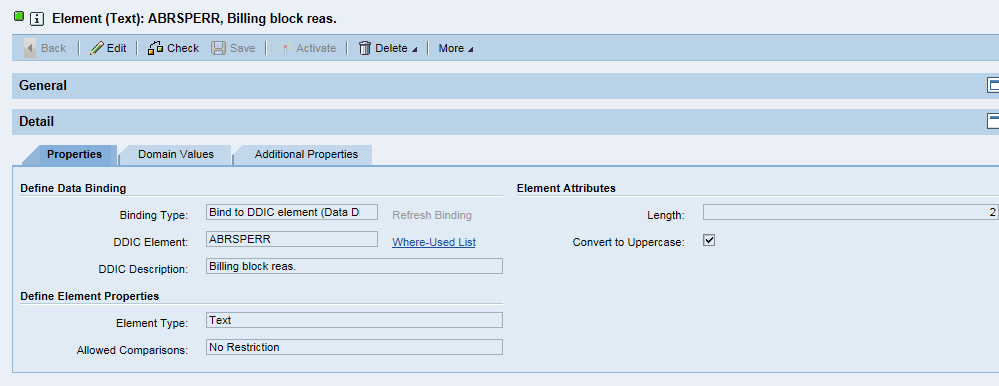 Element (Text): ABRSPERR, Billing block reas.
Back Edit Check Save Activate Delete More
General
Detail
Properties Domain Values Additional Properties
Define Data Binding Element Attributes
Binding Type: Bind to DDIC element (Data D Refresh Binding Length: 2
DDIC Element: ABRSPERR Where-Used List Convert to Uppercase:
DDIC Description: Billing block reas.
Define Element Properties
Element Type: Text
Allowed Comparisons: No Restriction